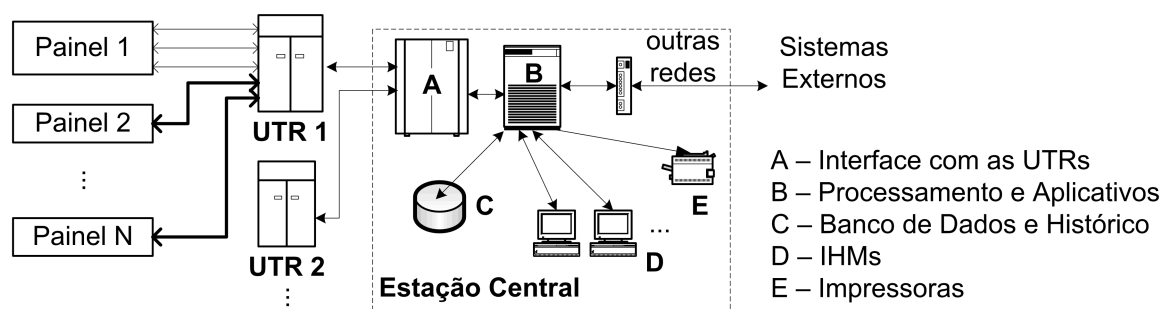 Painel 1
Painel 2
⋮
Painel N
UTR 1
UTR 2
⋮
A
B
outras
redes
C
...
D
E
Estação Central
Sistemas
Externos
A – Interface com as UTRs
B – Processamento e Aplicativos
C – Banco de Dados e Histórico
D – IHMs
E – Impressoras